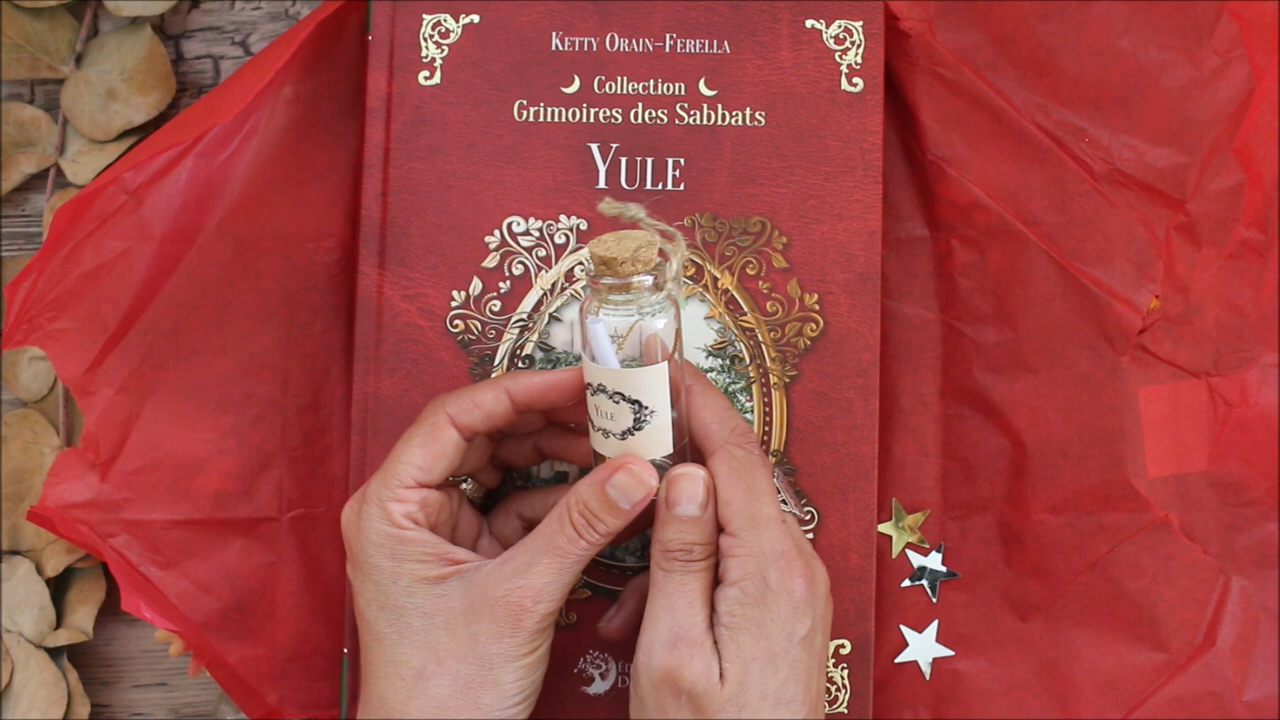 Ketty Orain-Ferella
Collection
Grimoires des Sabbats
Yule
Yule